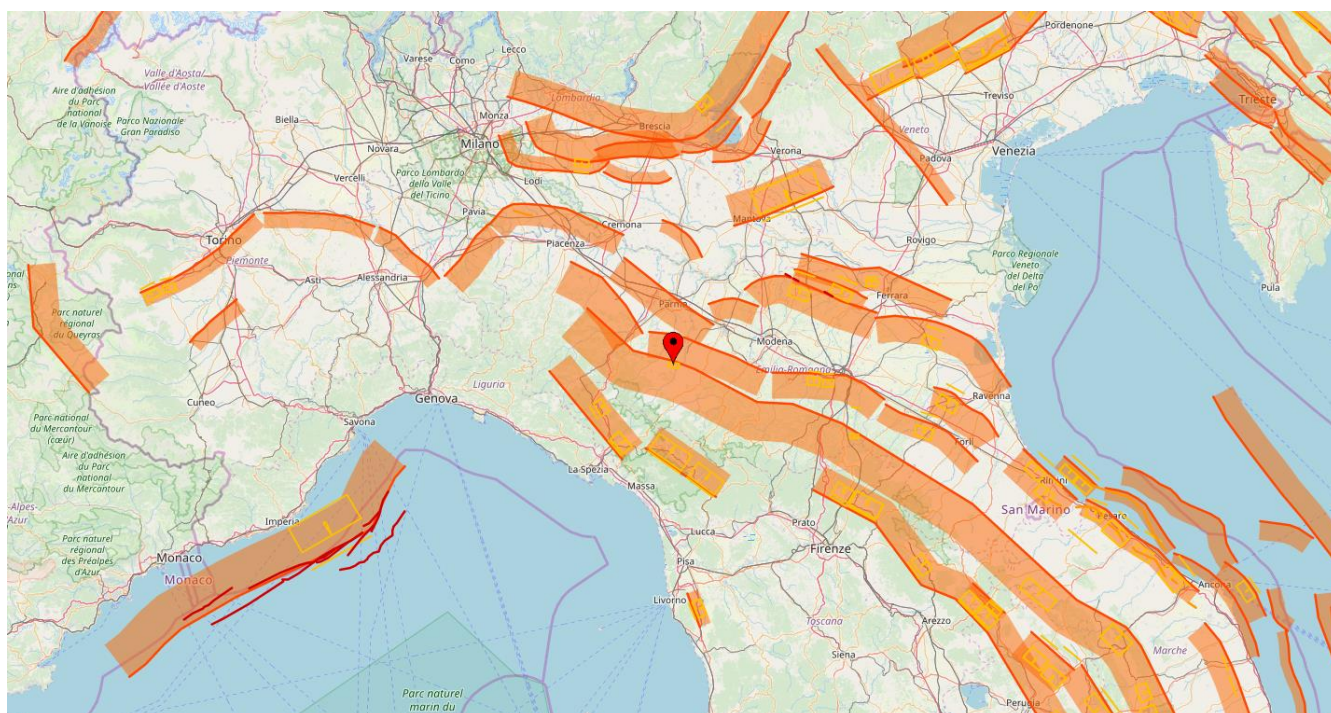 Pordenone
Lecco
Varese
Como
Valle d'Aosta/
Vallée d'Aoste
Aire d'adhésion
du Parc
national
de la Vanoise
Parco Nazionale
Gran Paradiso
Biella
Monza
Lombardia
Brescia
Treviso
Trieste
Novara
Milano
Veneto
Verona
Padova
Venezia
Vercelli
Parco Lombardo
della Valle
del Ticino
Lodi
Pavia
Mantova
Cremona
Torino
Piemonte
Piacenza
Rovigo
Asti
Alessandria
Parco Regionale
Veneto
del Delta
del Po
Pula
Ferrara
Parma
Parc naturel
régional
du Queyras
Modena
Emilia-Romagna
Liguria
Genova
Cuneo
Savona
Ravenna
Parc national
du Mercantour
(cœur)
Forlì
Aire d'adhésion
du Parc
national
du Mercantour
La Spezia
Massa
Rimini
San Marino
Pesaro
Alpes-
d'Azur
Imperia
Lucca
Prato
Firenze
Parc naturel
régional
des Préalpes
d'Azur
Monaco
Monaco
Pisa
Ancona
Livorno
Toscana
Arezzo
Siena
Marche
Parc naturel
marin du
Perugia